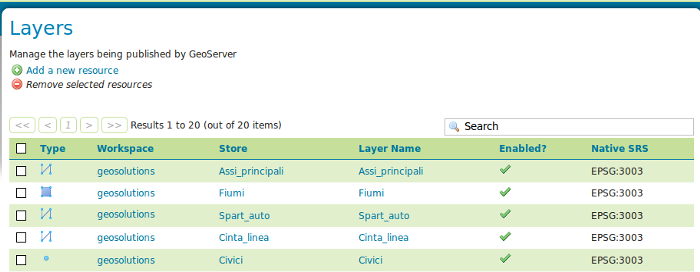 Layers
Manage the layers being published by GeoServer
Add a new resource
Remove selected resources
<< < 1 > >> Results 1 to 20 (out of 20 items) Search
Type Workspace Store Layer Name Enabled? Native SRS
geosolutions Assi_principali Assi_principali EPSG:3003
geosolutions Fiumi Fiumi EPSG:3003
geosolutions Spart_auto Spart_auto EPSG:3003
geosolutions Cinta_linea Cinta_linea EPSG:3003
geosolutions Civici Civici EPSG:3003